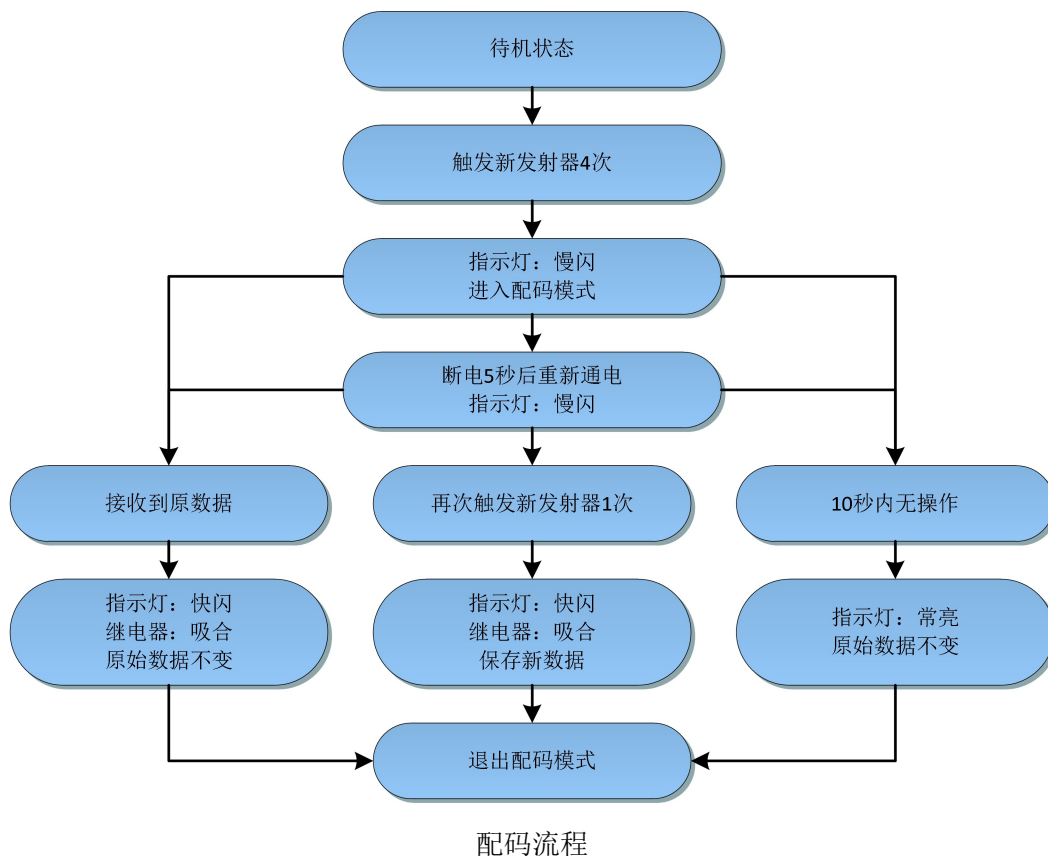 待机状态
触发新发射器4次
指示灯：慢闪
进入配码模式
断电5秒后重新通电
指示灯：慢闪
接收到原数据
再次触发新发射器1次
10秒内无操作
指示灯：快闪
继电器：吸合
原始数据不变
指示灯：快闪
继电器：吸合
保存新数据
指示灯：常亮
原始数据不变
退出配码模式
配码流程